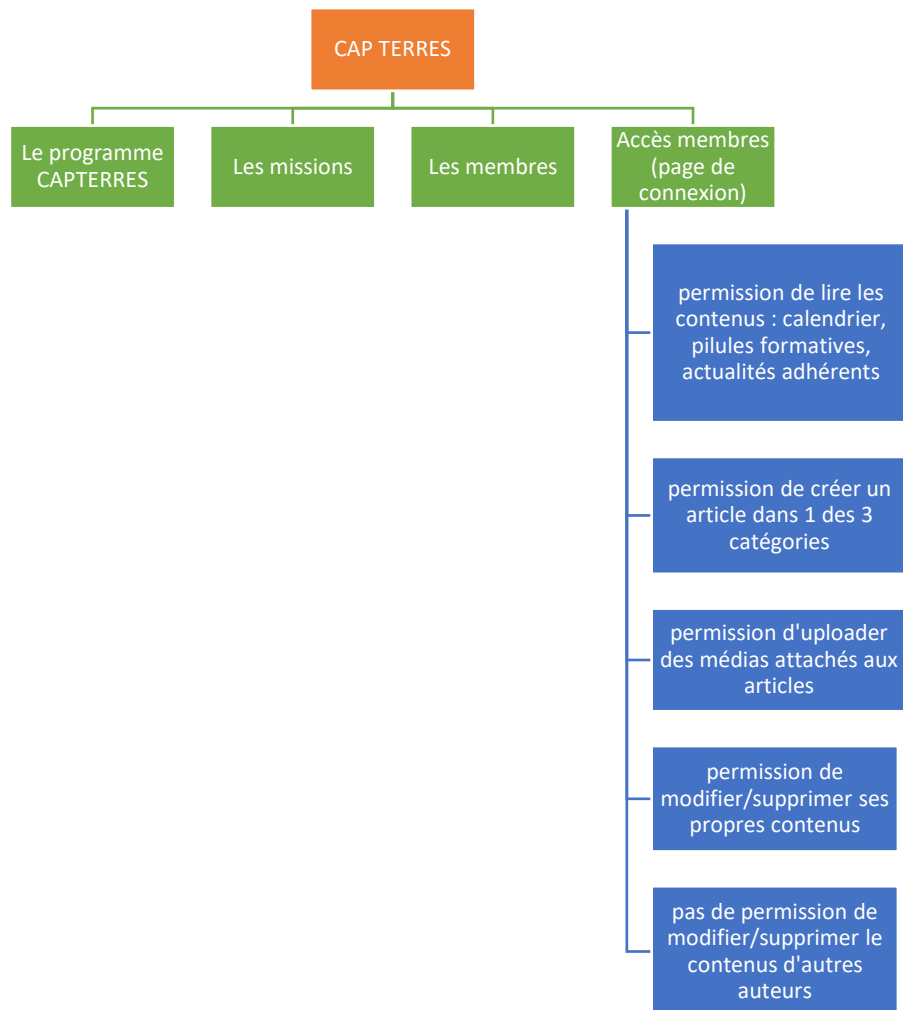 CAP TERRES
Le programme
CAPTERRES
Les missions
Les membres
Accès membres
(page de
connexion)
permission de lire les
contenus : calendrier,
pilules formatives,
actualités adhérents
permission de créer un
article dans 1 des 3
catégories
permission d'uploader
des médias attachés aux
articles
permission de
modifier/supprimer ses
propres contenus
pas de permission de
modifier/supprimer le
contenus d'autres
auteurs